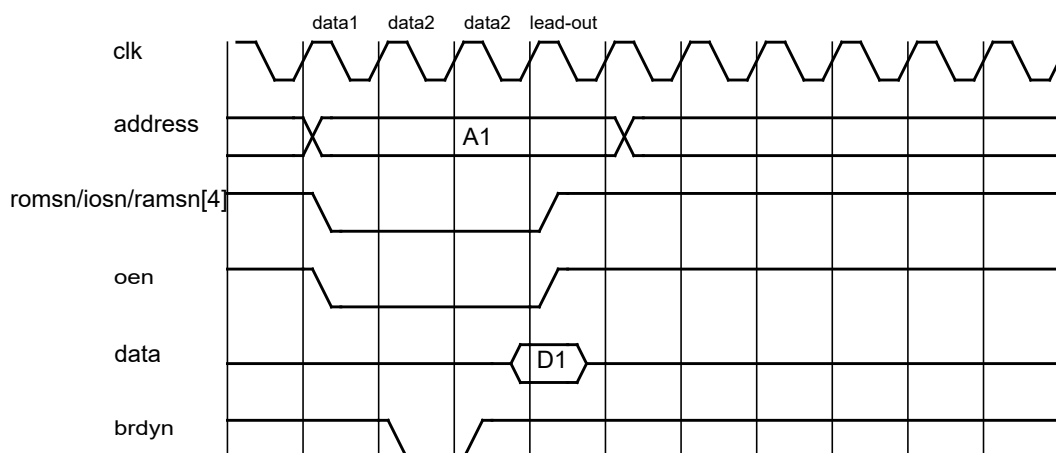 data1 data2 data2 lead-out
clk
address
A1
romsn/iosn/ramsn[4]
oen
data
D1
brdyn